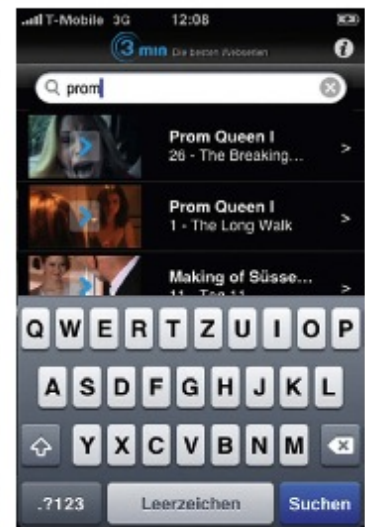 T-Mobile 3G 12:08
3min Die besten Webserien
prom
Prom Queen I
26 - The Breaking...
Prom Queen I
1 - The Long Walk
Making of Süsse...
11 - Tag 11
Q W E R T Z U I O P
A S D F G H J K L
Y X C V B N M
.?123 Leerzeichen Suchen